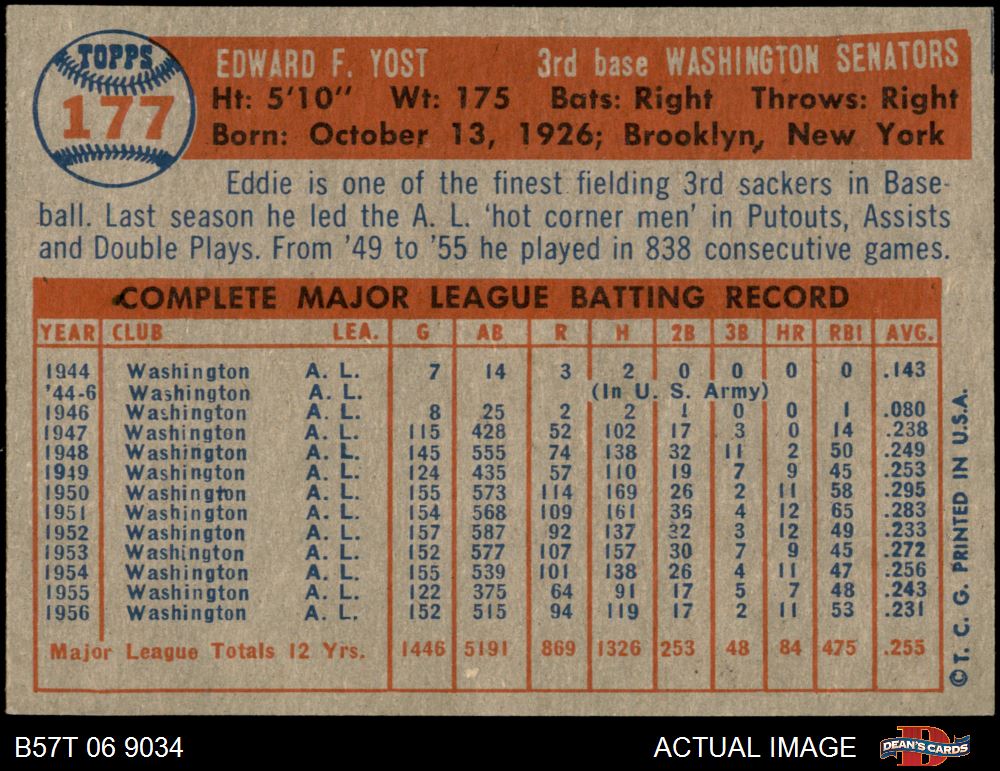 TOPPS
177
EDWARD F. YOST 3rd base WASHINGTON SENATORS
Ht: 5'10" Wt: 175 Bats: Right Throws: Right
Born: October 13, 1926; Brooklyn, New York
Eddie is one of the finest fielding 3rd sackers in Base-
ball. Last season he led the A. L. 'hot corner men' in Putouts, Assists
and Double Plays. From '49 to '55 he played in 838 consecutive games.
COMPLETE MAJOR LEAGUE BATTING RECORD
YEAR CLUB LEA. G AB R H 2B 3B HR RBI AVG.
1944 Washington A. L. 7 14 3 2 0 0 0 0 .143
'44-6 Washington A. L. (In U. S. Army)
1946 Washington A. L. 8 25 2 2 1 0 0 1 .080
1947 Washington A. L. 115 428 52 102 17 3 0 14 .238
1948 Washington A. L. 145 555 74 138 32 11 2 50 .249
1949 Washington A. L. 124 435 57 110 19 7 9 45 .253
1950 Washington A. L. 155 573 114 169 26 2 11 58 .295
1951 Washington A. L. 154 568 109 161 36 4 12 65 .283
1952 Washington A. L. 157 587 92 137 32 3 12 49 .233
1953 Washington A. L. 152 577 107 157 30 7 9 45 .272
1954 Washington A. L. 155 539 101 138 26 4 11 47 .256
1955 Washington A. L. 122 375 64 91 17 5 7 48 .243
1956 Washington A. L. 152 515 94 119 17 2 11 53 .231
Major League Totals 12 Yrs. 1446 5191 869 1326 253 48 84 475 .255
©T. C. G. PRINTED IN U.S.A.
B57T 06 9034 ACTUAL IMAGE
DEAN'S CARDS